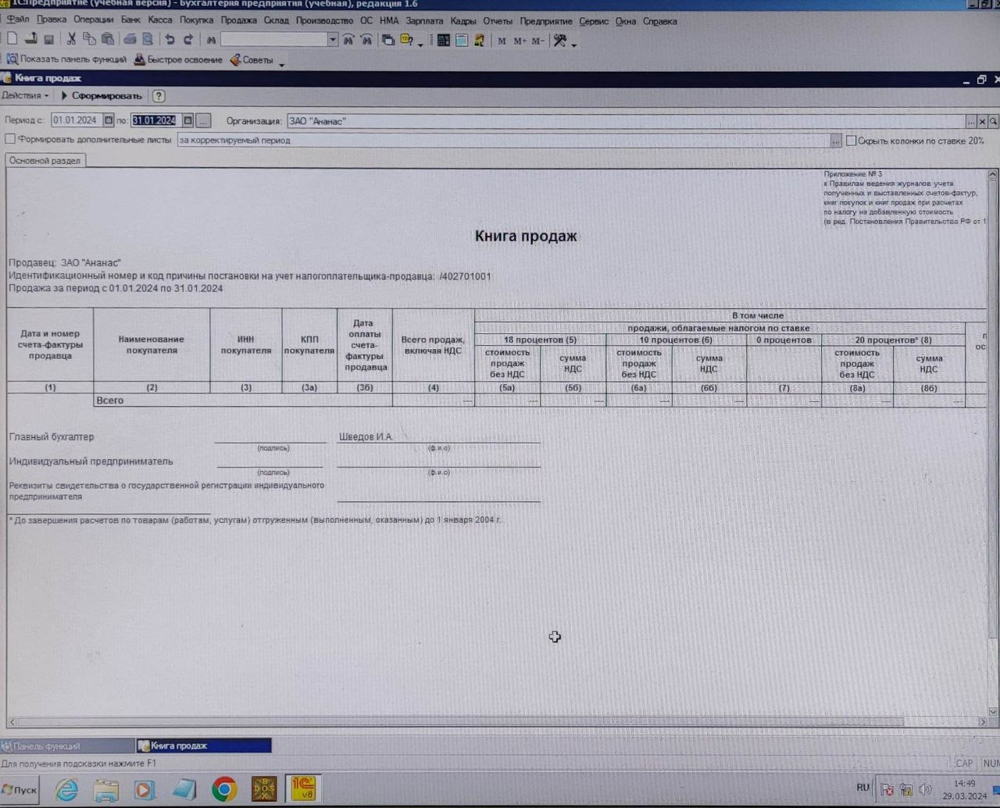 1С:Предприятие (учебная версия) - Бухгалтерия предприятия (учебная), редакция 1.6
Файл Правка Операции Банк Касса Покупка Продажа Склад Производство ОС НМА Зарплата Кадры Отчеты Предприятие Сервис Окна Справка
M M+ M-
Показать панель функций Быстрое освоение Советы
Книга продаж
Действия Сформировать ?
Период с: 01.01.2024 по: 31.01.2024 ... Организация: ЗАО "Ананас" ... x
Формировать дополнительные листы за корректируемый период ... Скрыть колонки по ставке 20%
Основной раздел
Приложение № 3
к Правилам ведения журналов учета
полученных и выставленных счетов-фактур,
книг покупок и книг продаж при расчетах
по налогу на добавленную стоимость
(в ред. Постановления Правительства РФ от 1
Книга продаж
Продавец: ЗАО "Ананас"
Идентификационный номер и код причины постановки на учет налогоплательщика-продавца: /402701001
Продажа за период с 01.01.2024 по 31.01.2024
Дата и номер
счета-фактуры
продавца
Наименование
покупателя
ИНН
покупателя
КПП
покупателя
Дата
оплаты
счета-
фактуры
продавца
Всего продаж,
включая НДС
В том числе
продажи, облагаемые налогом по ставке
18 процентов (5) 10 процентов (6) 0 процентов 20 процентов* (8)
стоимость
продаж
без НДС
сумма
НДС
стоимость
продаж
без НДС
сумма
НДС
стоимость
продаж
без НДС
сумма
НДС
п
ос
(1) (2) (3) (3а) (3б) (4) (5а) (5б) (6а) (6б) (7) (8а) (8б)
Всего --- --- --- --- --- --- --- ---
Главный бухгалтер Шведов И.А.
(подпись) (ф.и.о)
Индивидуальный предприниматель
(подпись) (ф.и.о)
Реквизиты свидетельства о государственной регистрации индивидуального
предпринимателя
* До завершения расчетов по товарам (работам, услугам) отгруженным (выполненным, оказанным) до 1 января 2004 г.
Панель функций Книга продаж
Для получения подсказки нажмите F1 CAP NUM
Пуск DOS BOX 1С v8 RU 14:49
29.03.2024